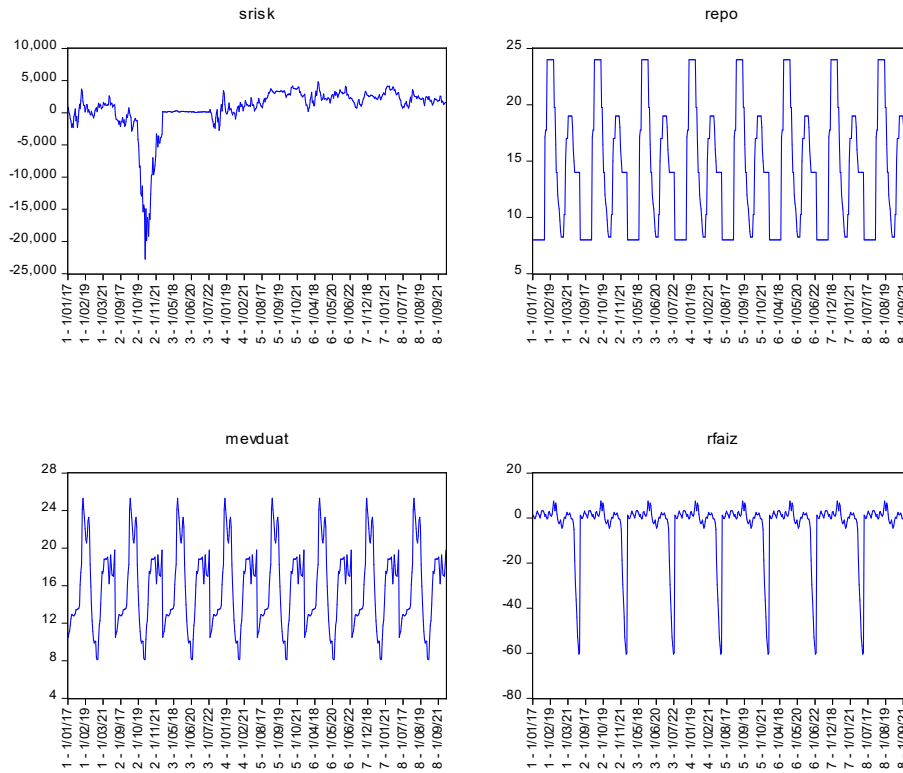 srisk
10,000
5,000
0
-5,000
-10,000
-15,000
-20,000
-25,000
1 - 1/01/17
1 - 1/02/19
1 - 1/03/21
2 - 1/09/17
2 - 1/10/19
2 - 1/11/21
3 - 1/05/18
3 - 1/06/20
3 - 1/07/22
4 - 1/01/19
4 - 1/02/21
5 - 1/08/17
5 - 1/09/19
5 - 1/10/21
6 - 1/04/18
6 - 1/05/20
6 - 1/06/22
7 - 1/12/18
7 - 1/01/21
8 - 1/07/17
8 - 1/08/19
8 - 1/09/21
repo
25
20
15
10
5
1 - 1/01/17
1 - 1/02/19
1 - 1/03/21
2 - 1/09/17
2 - 1/10/19
2 - 1/11/21
3 - 1/05/18
3 - 1/06/20
3 - 1/07/22
4 - 1/01/19
4 - 1/02/21
5 - 1/08/17
5 - 1/09/19
5 - 1/10/21
6 - 1/04/18
6 - 1/05/20
6 - 1/06/22
7 - 1/12/18
7 - 1/01/21
8 - 1/07/17
8 - 1/08/19
8 - 1/09/21
mevduat
28
24
20
16
12
8
4
1 - 1/01/17
1 - 1/02/19
1 - 1/03/21
2 - 1/09/17
2 - 1/10/19
2 - 1/11/21
3 - 1/05/18
3 - 1/06/20
3 - 1/07/22
4 - 1/01/19
4 - 1/02/21
5 - 1/08/17
5 - 1/09/19
5 - 1/10/21
6 - 1/04/18
6 - 1/05/20
6 - 1/06/22
7 - 1/12/18
7 - 1/01/21
8 - 1/07/17
8 - 1/08/19
8 - 1/09/21
rfaiz
20
0
-20
-40
-60
-80
1 - 1/01/17
1 - 1/02/19
1 - 1/03/21
2 - 1/09/17
2 - 1/10/19
2 - 1/11/21
3 - 1/05/18
3 - 1/06/20
3 - 1/07/22
4 - 1/01/19
4 - 1/02/21
5 - 1/08/17
5 - 1/09/19
5 - 1/10/21
6 - 1/04/18
6 - 1/05/20
6 - 1/06/22
7 - 1/12/18
7 - 1/01/21
8 - 1/07/17
8 - 1/08/19
8 - 1/09/21